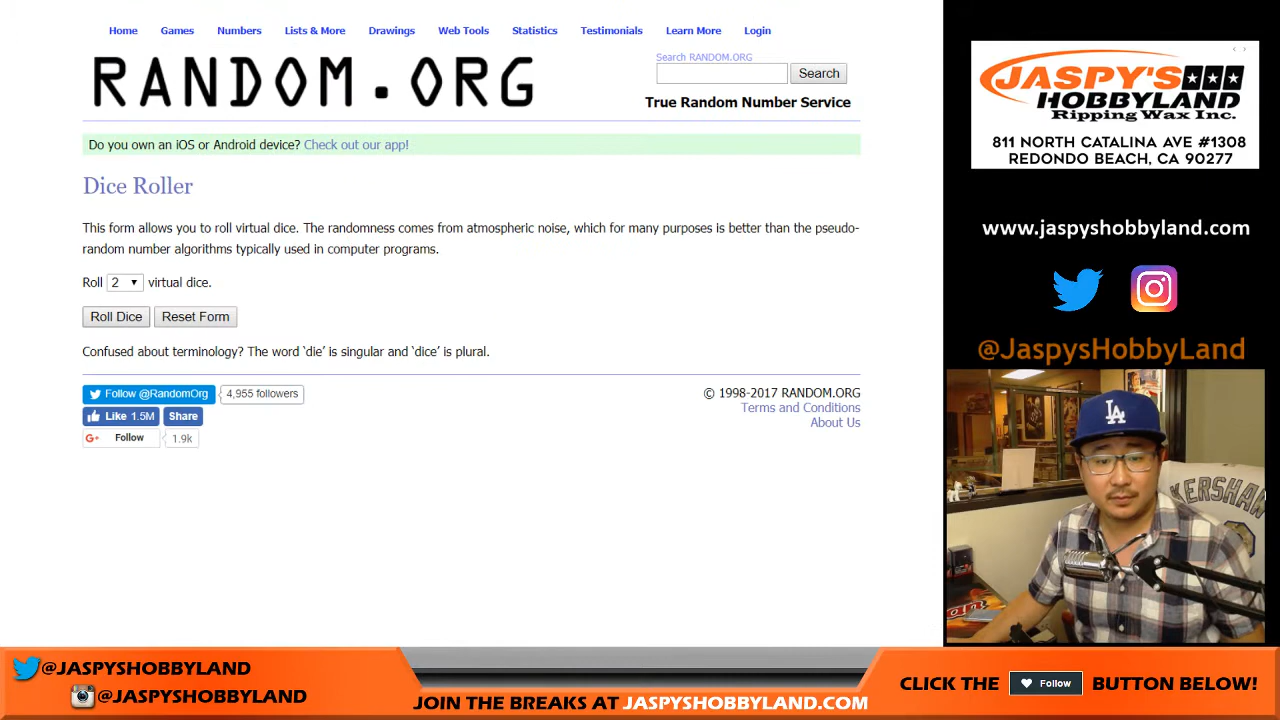 Home Games Numbers Lists & More Drawings Web Tools Statistics Testimonials Learn More Login
RANDOM.ORG
Search RANDOM.ORG
Search
True Random Number Service
Do you own an iOS or Android device? Check out our app!
Dice Roller
This form allows you to roll virtual dice. The randomness comes from atmospheric noise, which for many purposes is better than the pseudo-
random number algorithms typically used in computer programs.
Roll 2 virtual dice.
Roll Dice Reset Form
Confused about terminology? The word ‘die’ is singular and ‘dice’ is plural.
Follow @RandomOrg 4,955 followers
Like 1.5M Share
G+ Follow 1.9k
© 1998-2017 RANDOM.ORG
Terms and Conditions
About Us
JASPY'S
HOBBYLAND
Ripping Wax Inc.
811 NORTH CATALINA AVE #1308
REDONDO BEACH, CA 90277
www.jaspyshobbyland.com
@JaspysHobbyLand
LA
KERSHAW
@JASPYSHOBBYLAND
@JASPYSHOBBYLAND
JOIN THE BREAKS AT JASPYSHOBBYLAND.COM
CLICK THE Follow BUTTON BELOW!